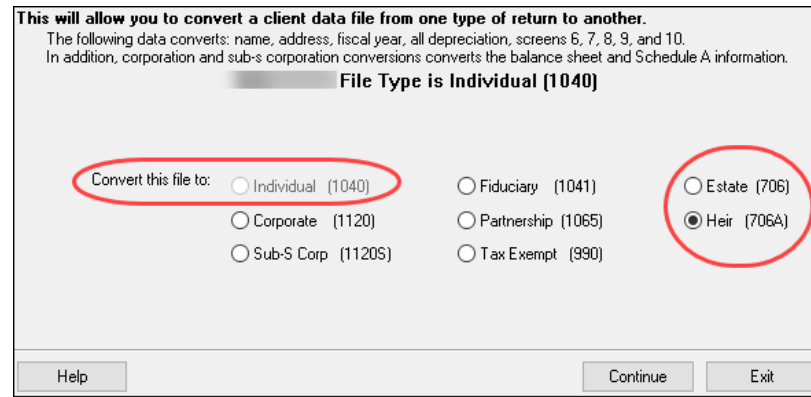 This will allow you to convert a client data file from one type of return to another.
The following data converts: name, address, fiscal year, all depreciation, screens 6, 7, 8, 9, and 10.
In addition, corporation and sub-s corporation conversions converts the balance sheet and Schedule A information.
File Type is Individual (1040)
Convert this file to: Individual (1040) Fiduciary (1041) Estate (706)
Corporate (1120) Partnership (1065) Heir (706A)
Sub-S Corp (1120S) Tax Exempt (990)
Help Continue Exit